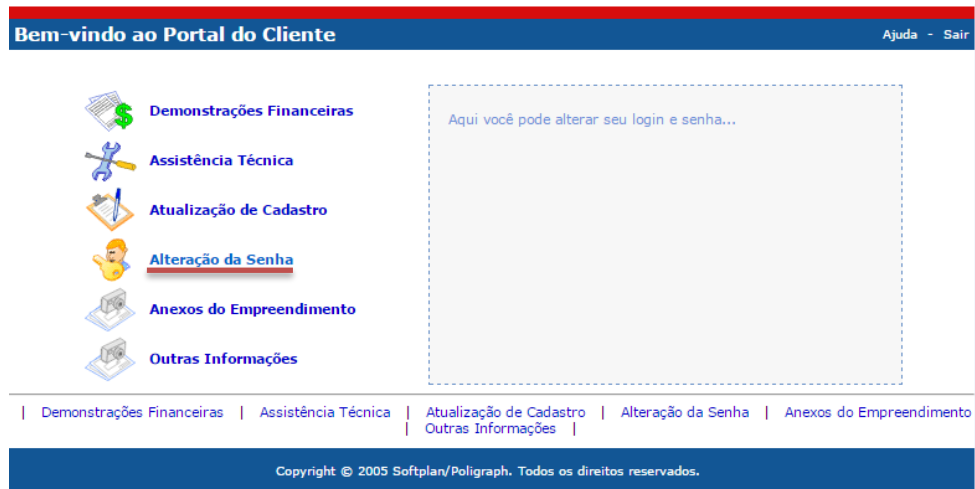 Bem-vindo ao Portal do Cliente
Ajuda - Sair
Demonstrações Financeiras
Aqui você pode alterar seu login e senha...
Assistência Técnica
Atualização de Cadastro
Alteração da Senha
Anexos do Empreendimento
Outras Informações
| Demonstrações Financeiras | Assistência Técnica | Atualização de Cadastro | Alteração da Senha | Anexos do Empreendimento
| Outras Informações |
Copyright © 2005 Softplan/Poligraph. Todos os direitos reservados.